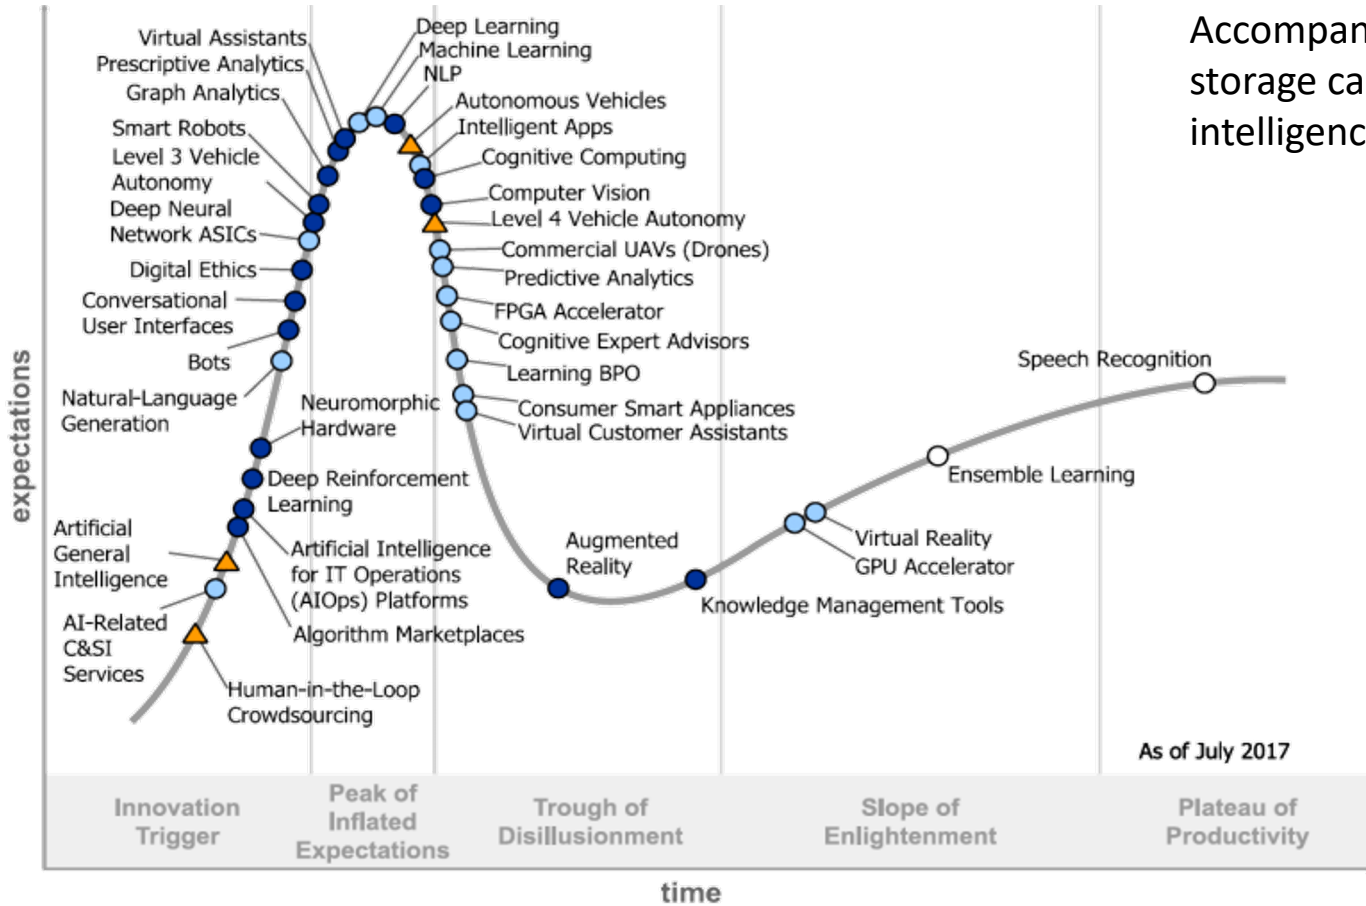 Accompan
storage ca
intelligenc
Deep Learning
Virtual Assistants
Machine Learning
Prescriptive Analytics
NLP
Graph Analytics
Autonomous Vehicles
Smart Robots
Intelligent Apps
Level 3 Vehicle
Autonomy
Cognitive Computing
Deep Neural
Network ASICs
Computer Vision
Level 4 Vehicle Autonomy
Commercial UAVs (Drones)
Digital Ethics
Predictive Analytics
Conversational
User Interfaces
FPGA Accelerator
Cognitive Expert Advisors
Bots
Speech Recognition
Learning BPO
Natural-Language
Generation
Neuromorphic
Hardware
Consumer Smart Appliances
Virtual Customer Assistants
expectations
Ensemble Learning
Deep Reinforcement
Learning
Artificial
General
Intelligence
Artificial Intelligence
for IT Operations
(AIOps) Platforms
Augmented
Reality
Virtual Reality
GPU Accelerator
Knowledge Management Tools
AI-Related
C&SI
Services
Algorithm Marketplaces
Human-in-the-Loop
Crowdsourcing
As of July 2017
Innovation
Trigger
Peak of
Inflated
Expectations
Trough of
Disillusionment
Slope of
Enlightenment
Plateau of
Productivity
time